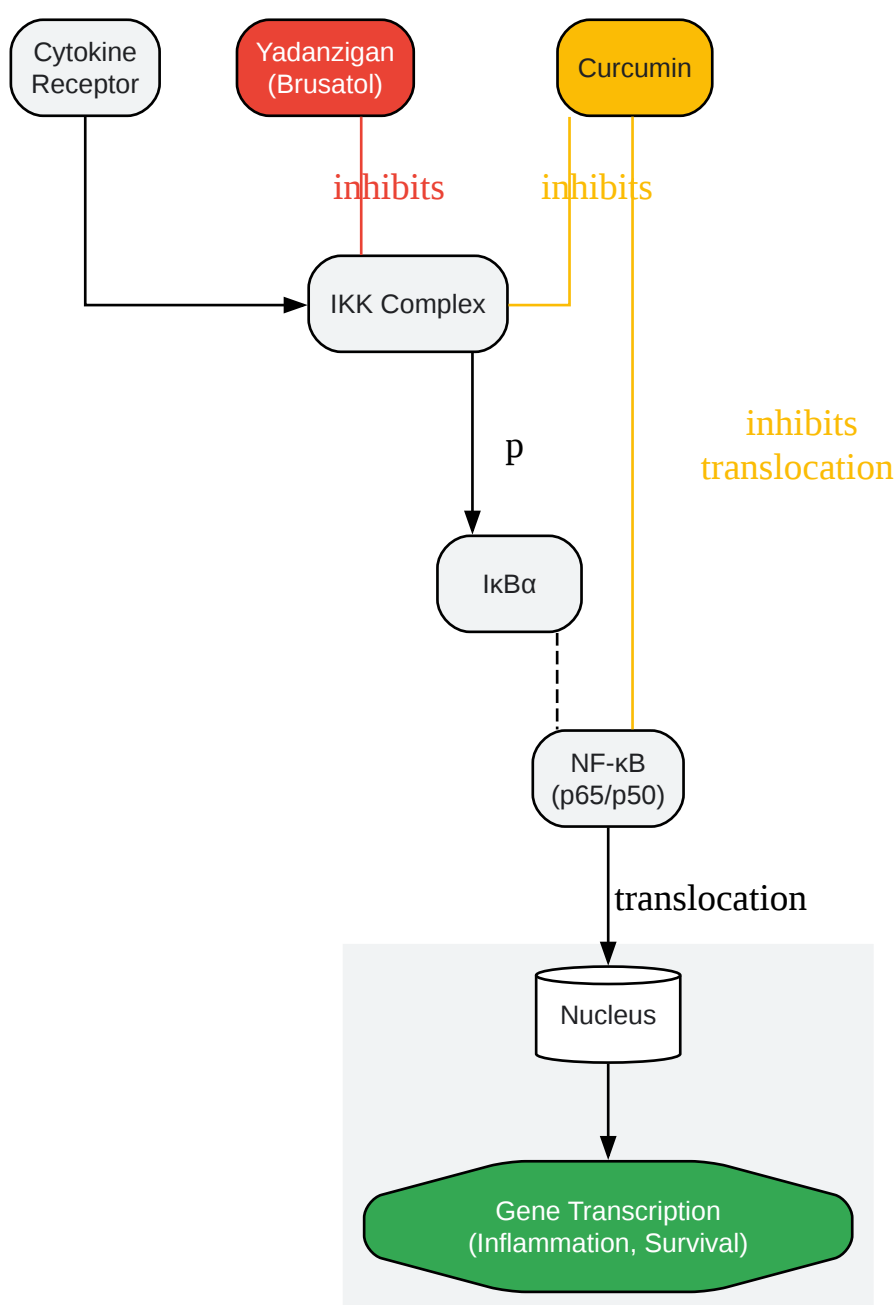 Cytokine
Receptor
Yadanzigan
(Brusatol)
Curcumin
inhibits
inhibits
IKK Complex
inhibits
translocation
p
IκBα
NF-κB
(p65/p50)
translocation
Nucleus
Gene Transcription
(Inflammation, Survival)